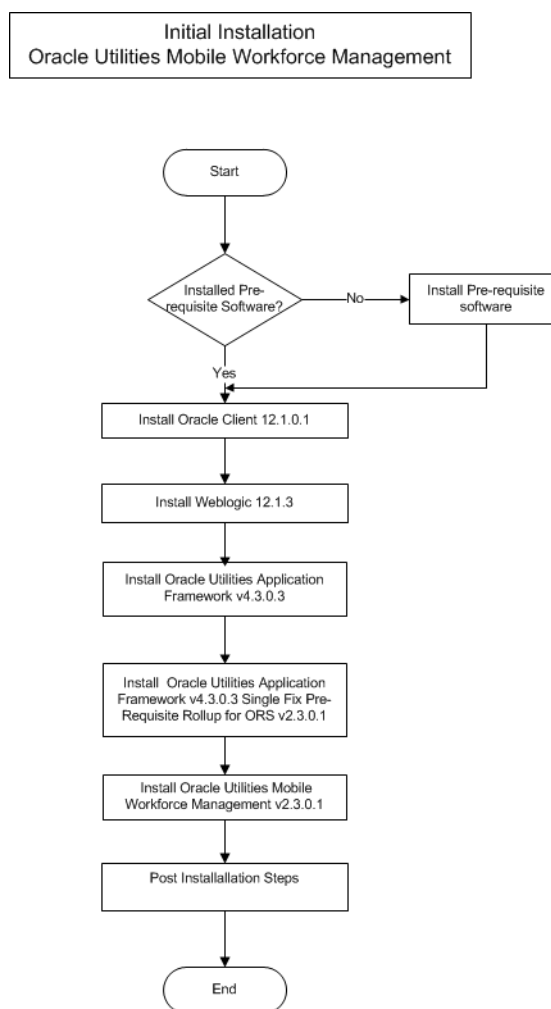 Initial Installation
Oracle Utilities Mobile Workforce Management
Start
Installed Pre-
requisite Software?
No
Install Pre-requisite
software
Yes
Install Oracle Client 12.1.0.1
Install Weblogic 12.1.3
Install Oracle Utilities Application
Framework v4.3.0.3
Install Oracle Utilities Application
Framework v4.3.0.3 Single Fix Pre-
Requisite Rollup for ORS v2.3.0.1
Install Oracle Utilities Mobile
Workforce Management v2.3.0.1
Post Installallation Steps
End